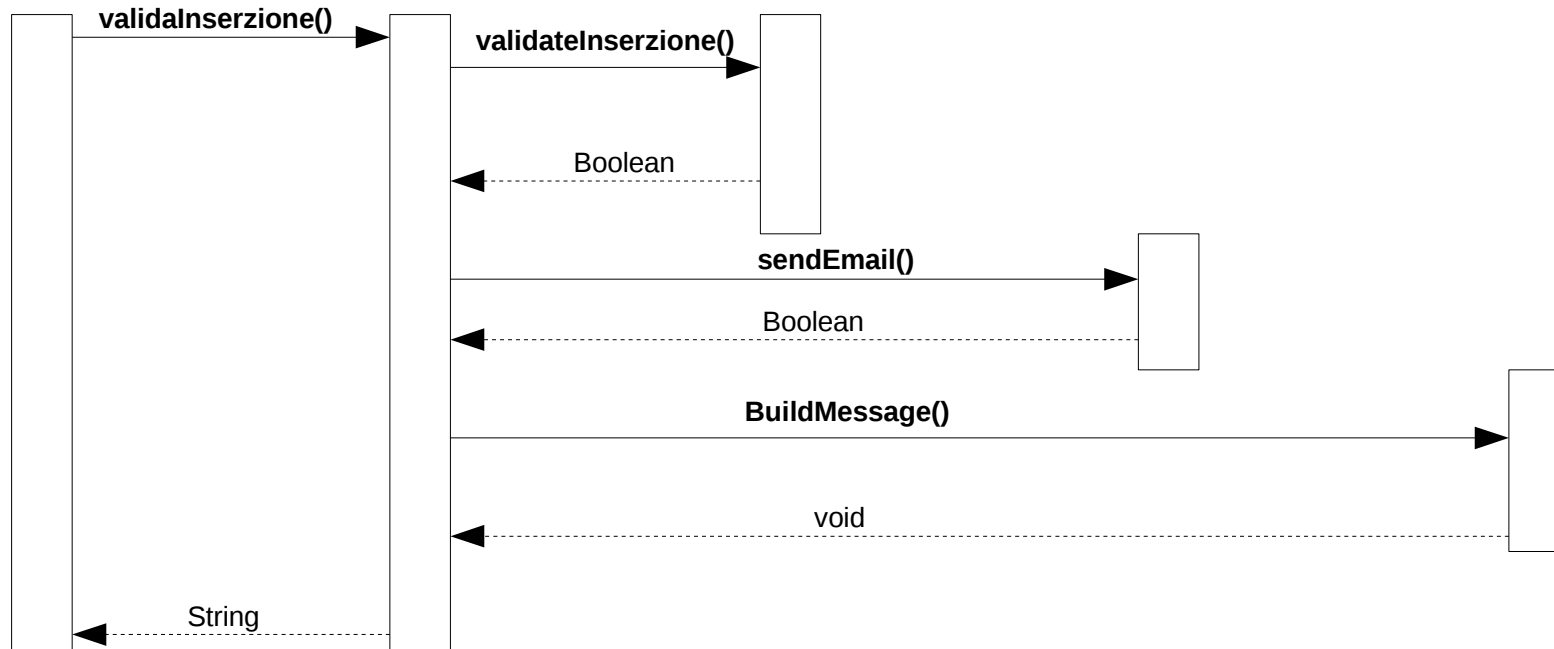 validaInserzione()
validateInserzione()
Boolean
sendEmail()
Boolean
BuildMessage()
void
String